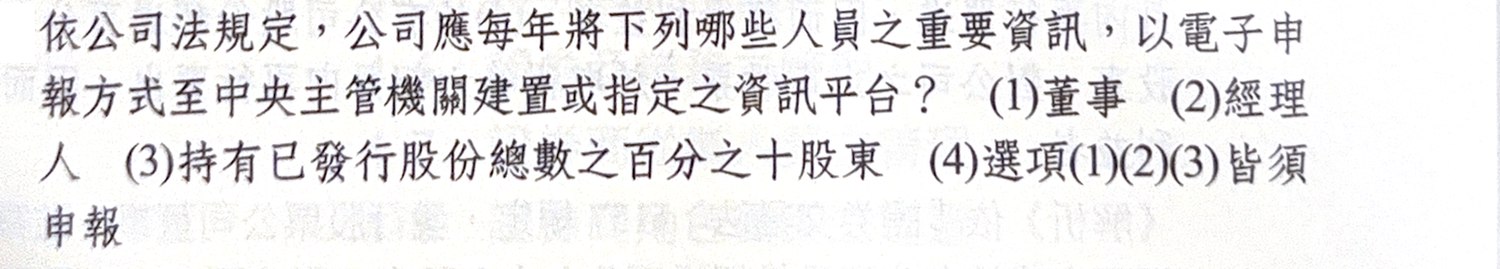 依公司法規定，公司應每年將下列哪些人員之重要資訊，以電子申
報方式至中央主管機關建置或指定之資訊平台？　(1)董事　(2)經理
人　(3)持有已發行股份總數之百分之十股東　(4)選項(1)(2)(3)皆須
申報